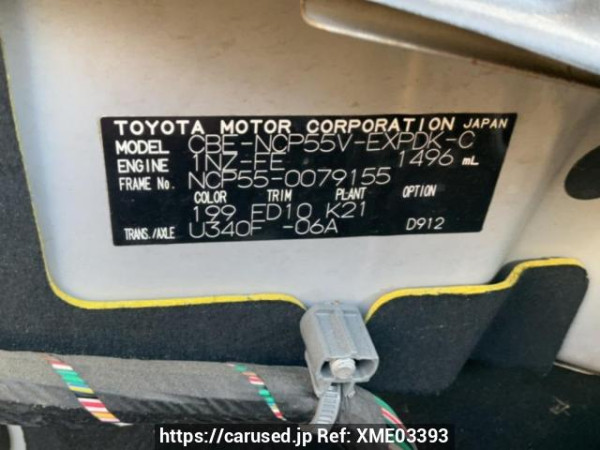 TOYOTA MOTOR CORPORATION JAPAN
MODEL CBE-NCP55V-EXPDK-C
ENGINE 1NZ-FE 1496 mL
FRAME No. NCP55-0079155
COLOR TRIM PLANT OPTION
199 FD10 K21
TRANS./AXLE U340F -06A D912
https://carused.jp Ref: XME03393